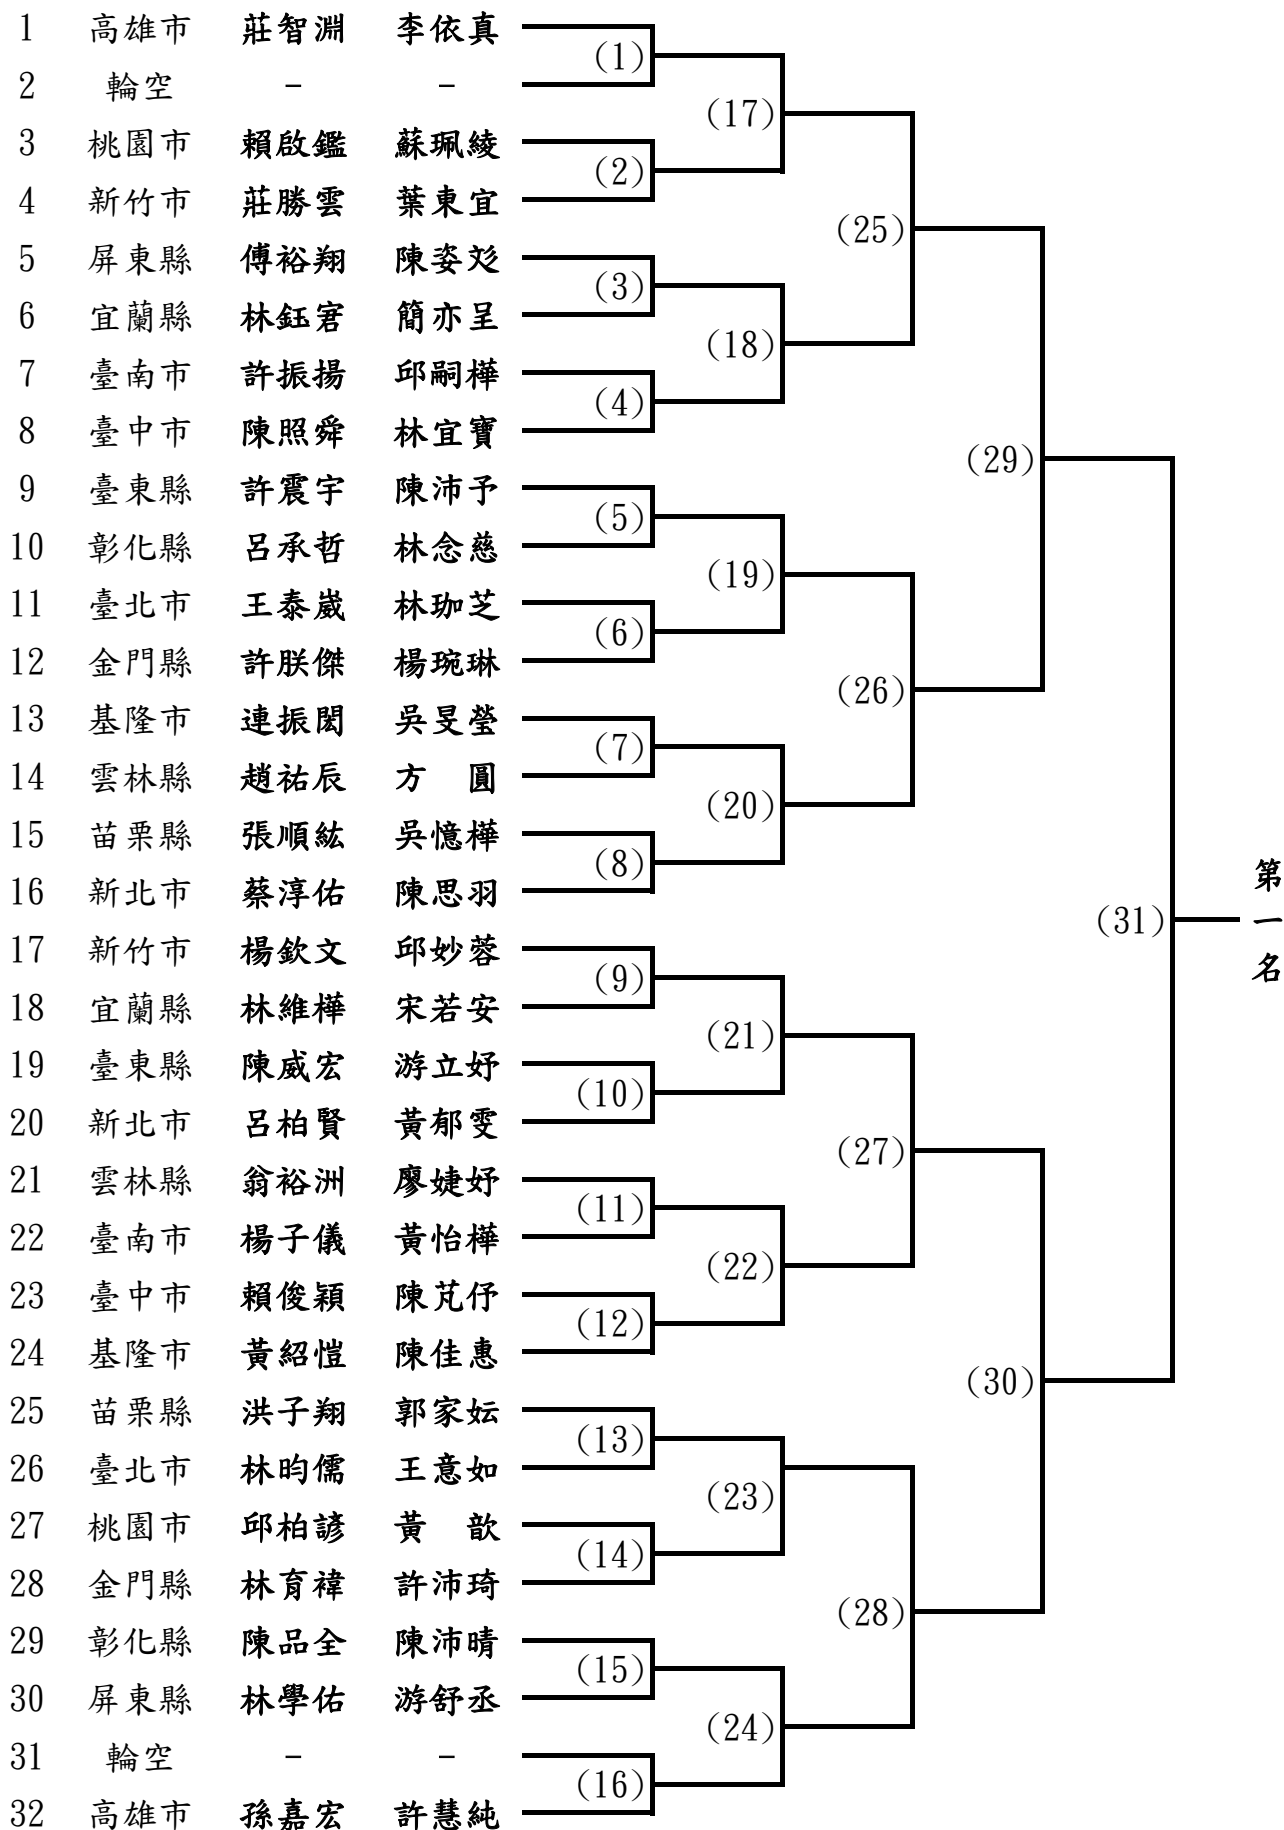 1 高雄市 莊智淵 李依真
(1)
2 輪空 - -
(17)
3 桃園市 賴啟鑑 蘇珮綾
(2)
4 新竹市 莊勝雲 葉東宜
(25)
5 屏東縣 傅裕翔 陳姿彣
(3)
6 宜蘭縣 林鈺宭 簡亦呈
(18)
7 臺南市 許振揚 邱嗣樺
(4)
8 臺中市 陳照舜 林宜寶
(29)
9 臺東縣 許震宇 陳沛予
(5)
10 彰化縣 呂承哲 林念慈
(19)
11 臺北市 王泰崴 林珈芝
(6)
12 金門縣 許朕傑 楊琬琳
(26)
13 基隆市 連振閎 吳旻瑩
(7)
14 雲林縣 趙祐辰 方 圓
(20)
15 苗栗縣 張順紘 吳憶樺
(8)
16 新北市 蔡淳佑 陳思羽
(31) 第一名
17 新竹市 楊欽文 邱妙蓉
(9)
18 宜蘭縣 林維樺 宋若安
(21)
19 臺東縣 陳威宏 游立妤
(10)
20 新北市 呂柏賢 黃郁雯
(27)
21 雲林縣 翁裕洲 廖婕妤
(11)
22 臺南市 楊子儀 黃怡樺
(22)
23 臺中市 賴俊穎 陳芃伃
(12)
24 基隆市 黃紹愷 陳佳惠
(30)
25 苗栗縣 洪子翔 郭家妘
(13)
26 臺北市 林昀儒 王意如
(23)
27 桃園市 邱柏諺 黃 歆
(14)
28 金門縣 林育禕 許沛琦
(28)
29 彰化縣 陳品全 陳沛晴
(15)
30 屏東縣 林學佑 游舒丞
(24)
31 輪空 - -
(16)
32 高雄市 孫嘉宏 許慧純